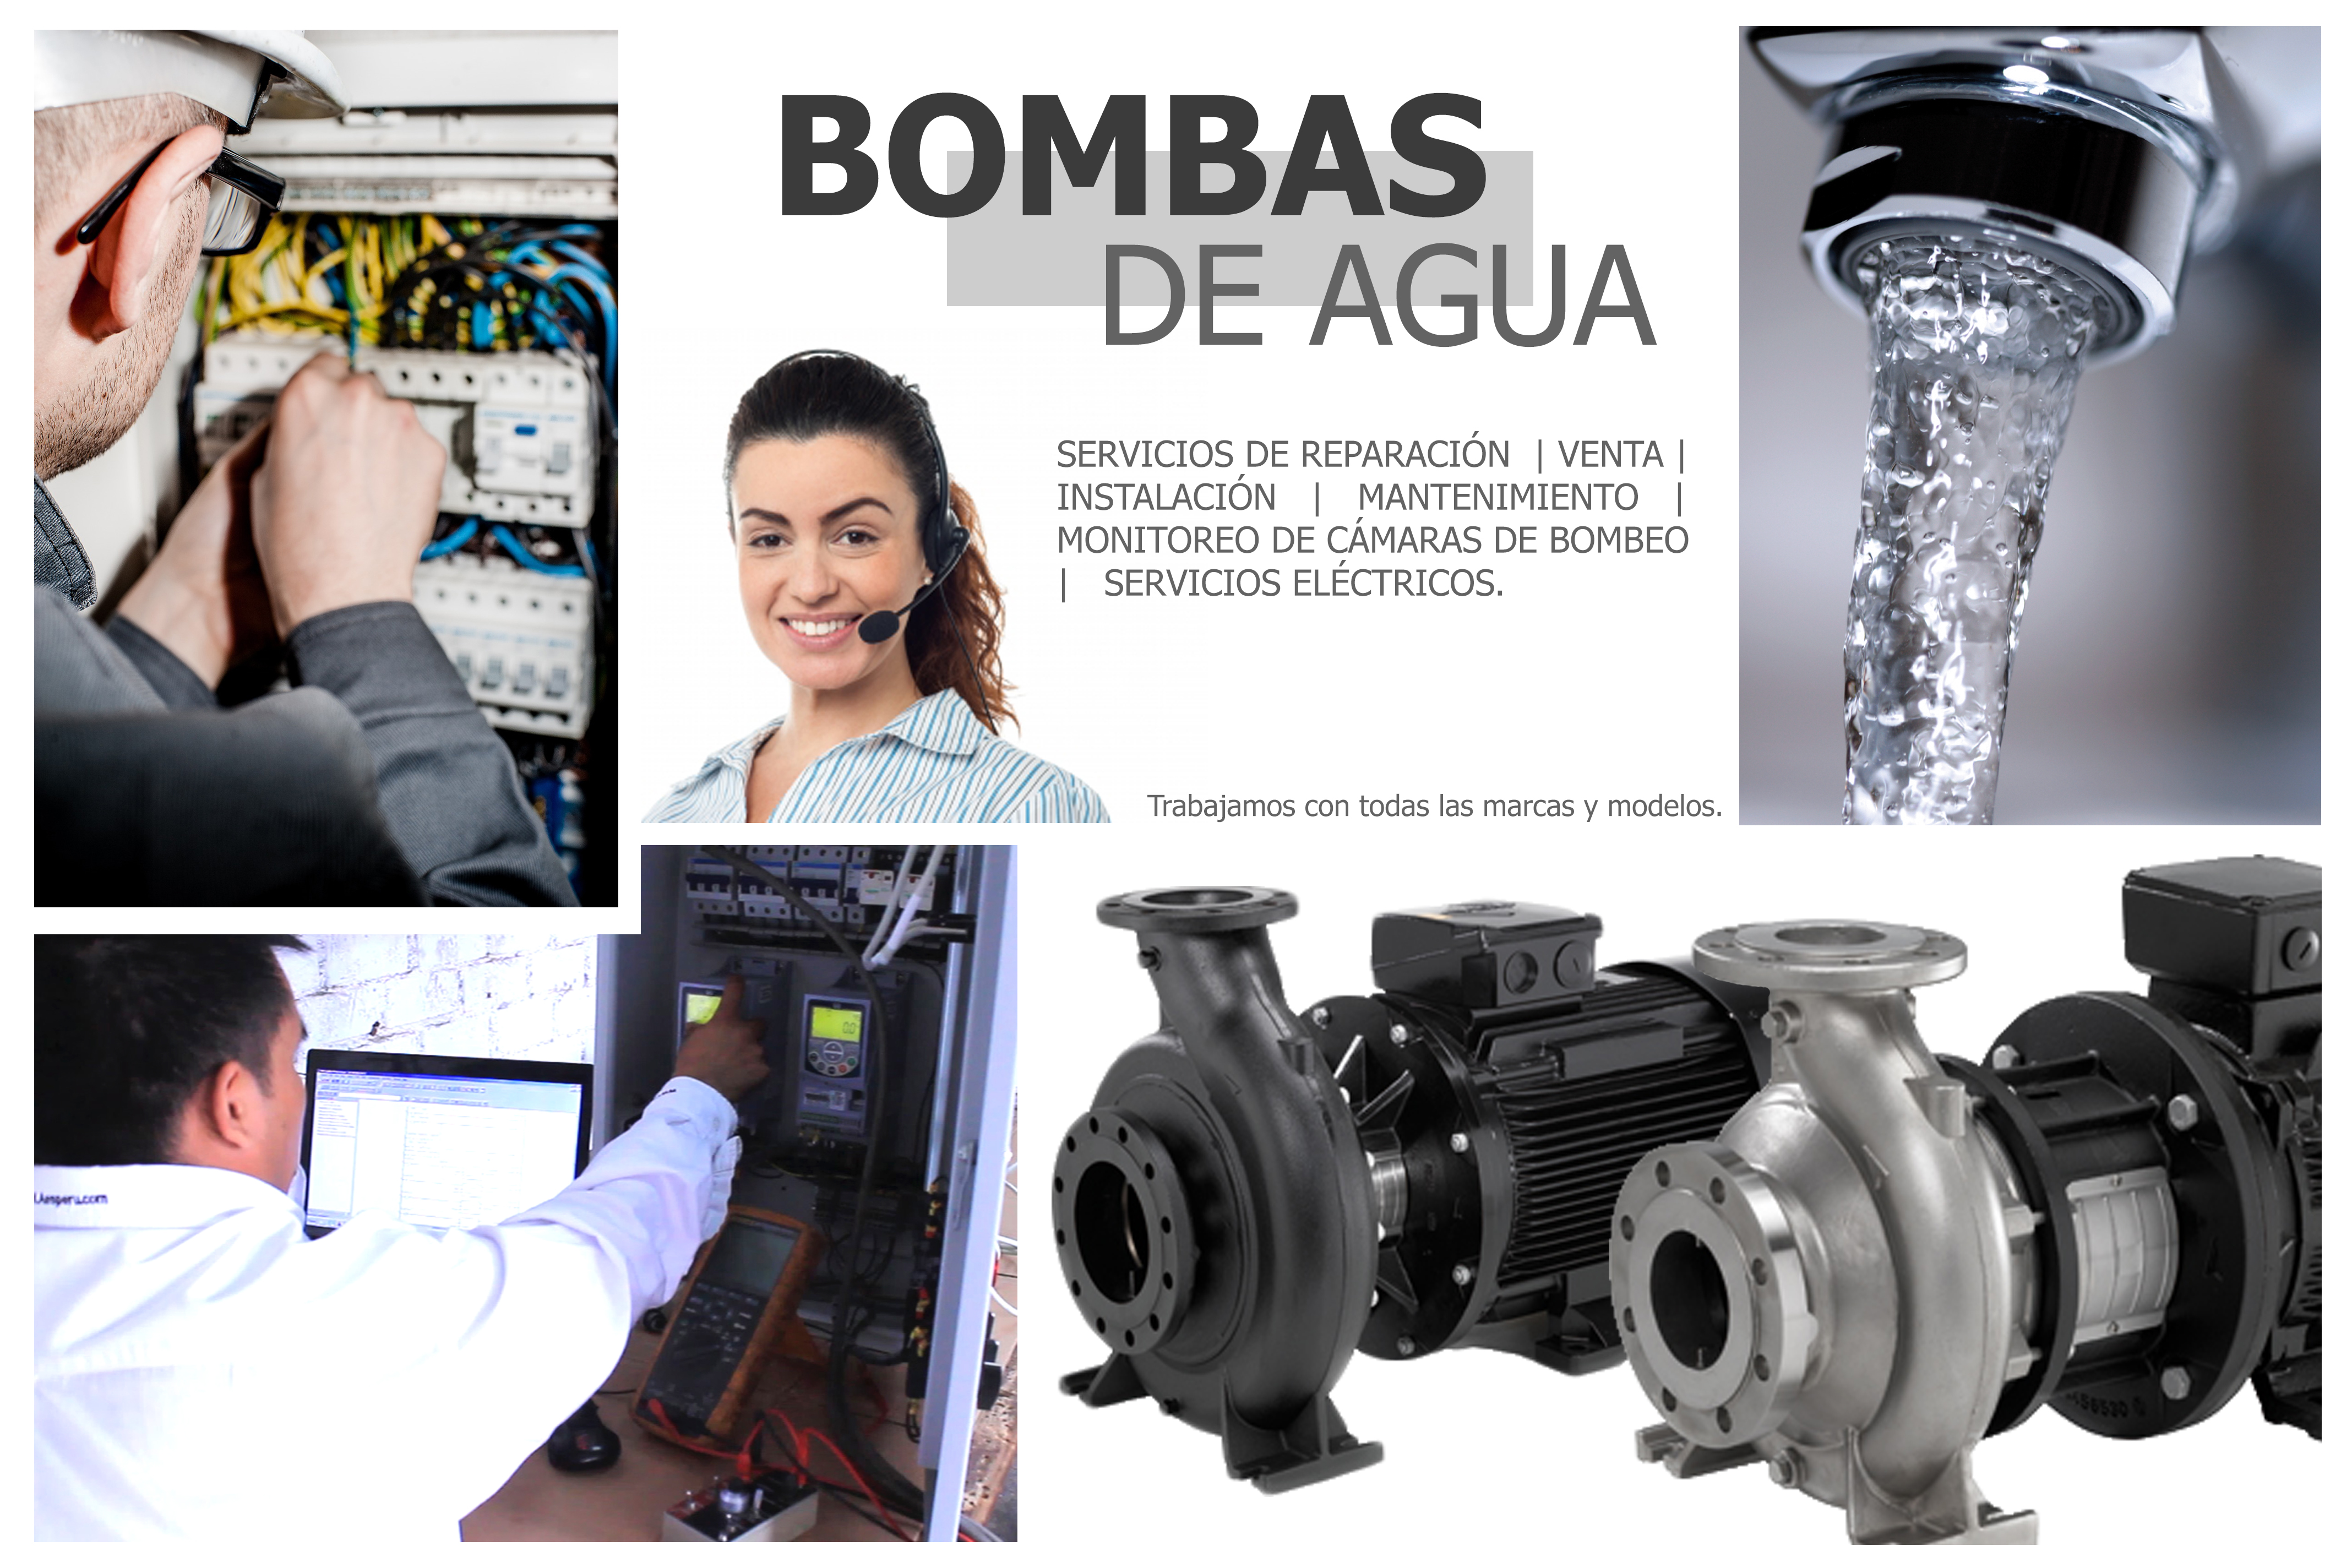 BOMBAS
DE AGUA
SERVICIOS DE REPARACIÓN | VENTA |
INSTALACIÓN | MANTENIMIENTO |
MONITOREO DE CÁMARAS DE BOMBEO
| SERVICIOS ELÉCTRICOS.
Trabajamos con todas las marcas y modelos.